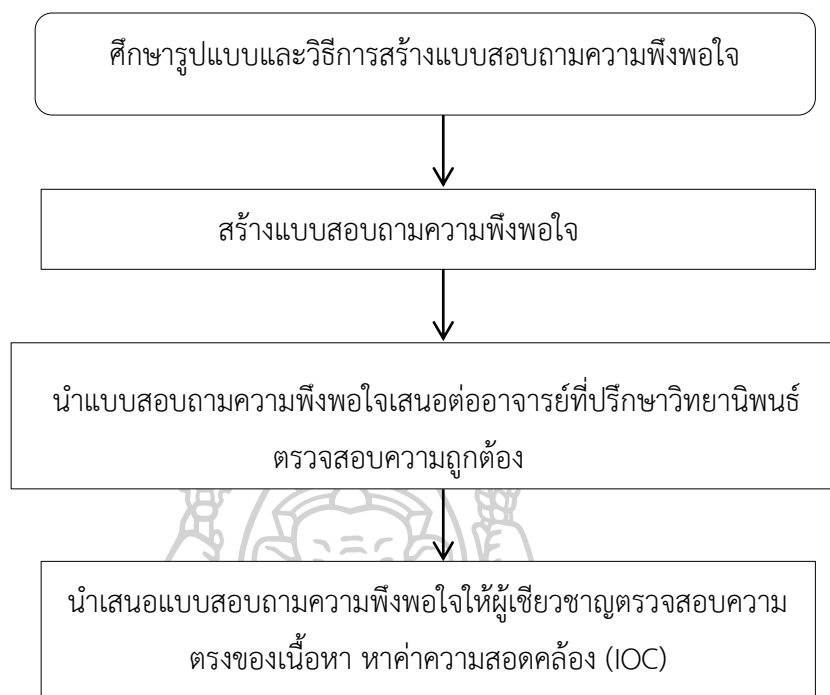 ศึกษารูปแบบและวิธีการสร้างแบบสอบถามความพึงพอใจ
สร้างแบบสอบถามความพึงพอใจ
นำแบบสอบถามความพึงพอใจเสนอต่ออาจารย์ที่ปรึกษาวิทยานิพนธ์
ตรวจสอบความถูกต้อง
นำเสนอแบบสอบถามความพึงพอใจให้ผู้เชียวชาญตรวจสอบความ
ตรงของเนื้อหา หาค่าความสอดคล้อง (IOC)